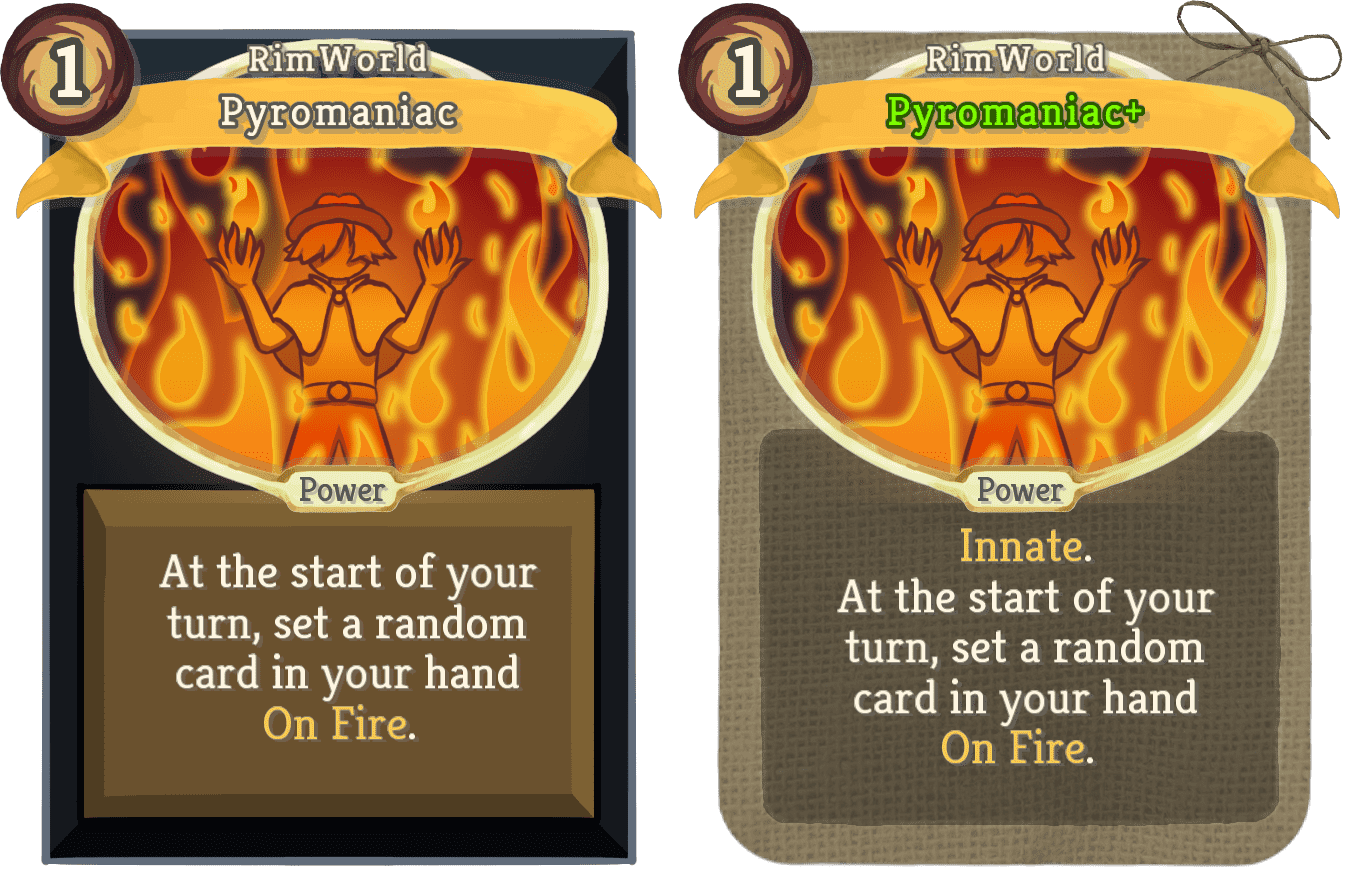 1
RimWorld
Pyromaniac
Power
At the start of your
turn, set a random
card in your hand
On Fire.
1
RimWorld
Pyromaniac+
Power
Innate.
At the start of your
turn, set a random
card in your hand
On Fire.